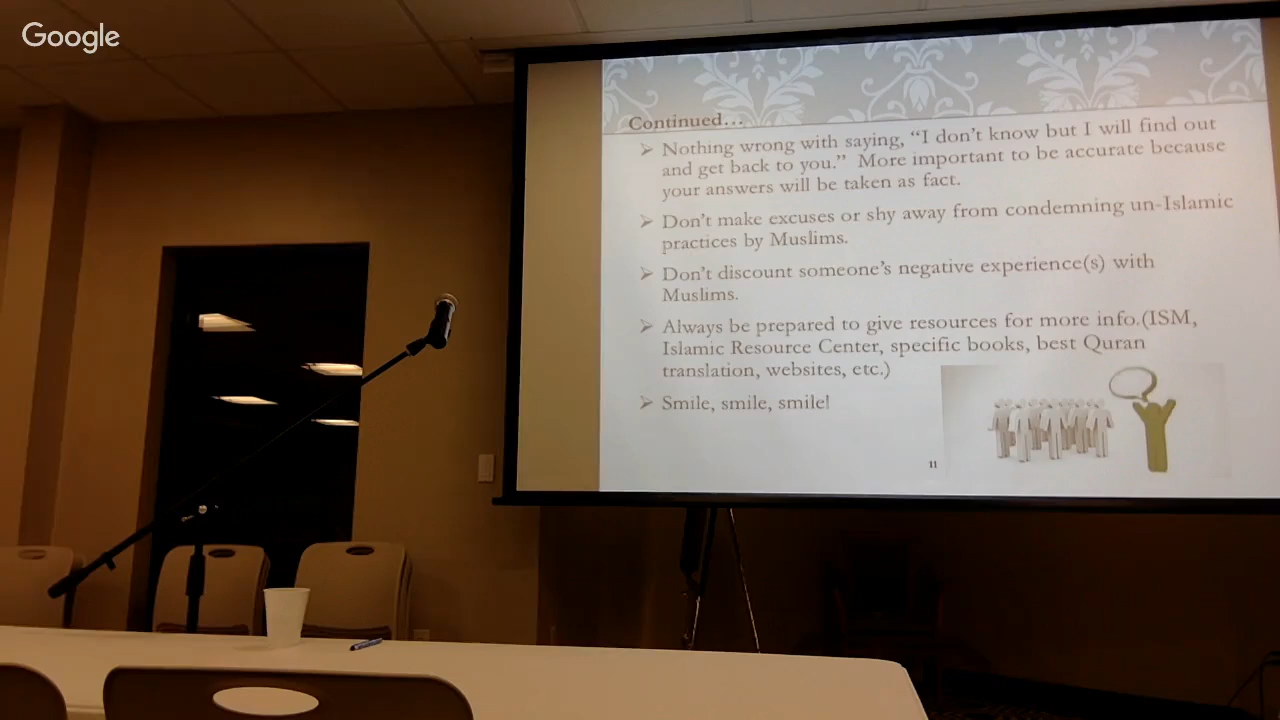 Google
Continued...
➢ Nothing wrong with saying, “I don’t know but I will find out
and get back to you.” More important to be accurate because
your answers will be taken as fact.
➢ Don’t make excuses or shy away from condemning un-Islamic
practices by Muslims.
➢ Don’t discount someone’s negative experience(s) with
Muslims.
➢ Always be prepared to give resources for more info.(ISM,
Islamic Resource Center, specific books, best Quran
translation, websites, etc.)
➢ Smile, smile, smile!
11